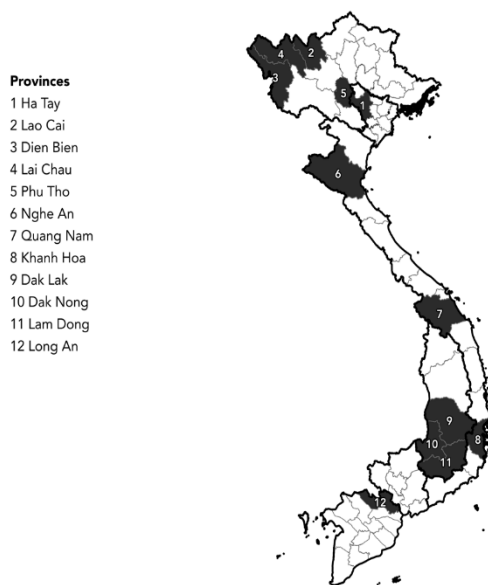 Provinces
1 Ha Tay
2 Lao Cai
3 Dien Bien
4 Lai Chau
5 Phu Tho
6 Nghe An
7 Quang Nam
8 Khanh Hoa
9 Dak Lak
10 Dak Nong
11 Lam Dong
12 Long An
4
2
3
5
1
6
7
9
8
10
11
12